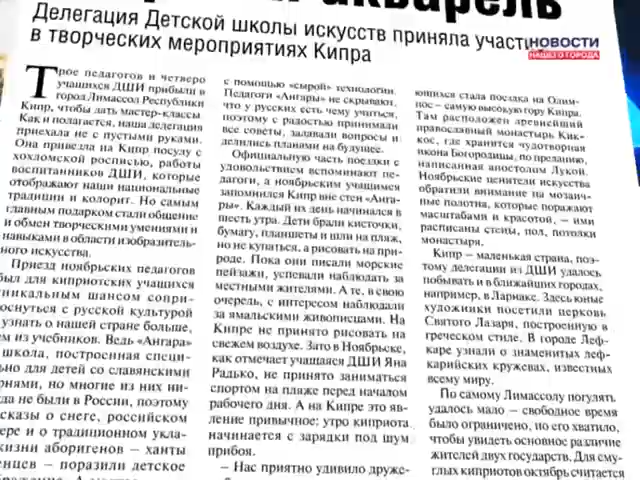 акварель
Делегация Детской школы искусств приняла участие
в творческих мероприятиях Кипра
НОВОСТИ
НАШЕГО ГОРОДА
Трое педагогов и четверо
учащихся ДШИ прибыли в
город Лимассол Республики
Кипр, чтобы дать мастер-классы.
Как и полагается, наша делегация
приехала не с пустыми руками.
Она привезла на Кипр посуду с
хохломской росписью, работы
воспитанников ДШИ, которые
отображают наши национальные
традиции и колорит. Но самым
главным подарком стали общение
и обмен творческими умениями и
навыками в области изобразитель-
ного искусства.
Приезд ноябрьских педагогов
был для киприотских учащихся
уникальным шансом сопри-
коснуться с русской культурой
узнать о нашей стране больше,
ем из учебников. Ведь «Ангара»
школа, построенная специ-
ьно для детей со славянскими
рнями, но многие из них ни-
да не были в России, поэтому
сказы о снеге, российском
ере и о традиционном укла-
жизни аборигенов – ханты
енцев – поразили детское
с помощью «сырой» технологии.
Педагоги «Ангары» не скрывают,
что у русских есть чему учиться,
поэтому с радостью принимали
все советы, задавали вопросы и
делились планами на будущее.
Официальную часть поездки с
удовольствием вспоминают пе-
дагоги, а ноябрьским учащимся
запомнился Кипр вне стен «Анга-
ры». Каждый их день начинался в
шесть утра. Дети брали кисточки,
бумагу, планшеты и шли на пляж,
но не купаться, а рисовать на при-
роде. Пока они писали морские
пейзажи, успевали наблюдать за
местными жителями. А те, в свою
очередь, с интересом наблюдали
за ямальскими живописцами. На
Кипре не принято рисовать на
свежем воздухе. Зато в Ноябрьске,
как отмечает учащаяся ДШИ Яна
Радько, не принято заниматься
спортом на пляже перед началом
рабочего дня. А на Кипре это яв-
ление привычное: утро киприота
начинается с зарядки под шум
прибоя.
– Нас приятно удивило друже-
ющихся стала поездка на Олим-
пос – самую высокую гору Кипра.
Там расположен древнейший
православный монастырь Кик-
кос, где хранится чудотворная
икона Богородицы, по преданию,
написанная апостолом Лукой.
Ноябрьские ценители искусства
обратили внимание на мозаич-
ные полотна, которые поражают
масштабами и красотой, – ими
расписаны стены, пол, потолки
монастыря.
Кипр – маленькая страна, поэ-
тому делегации из ДШИ удалось
побывать и в ближайших городах,
например, в Ларнаке. Здесь юные
художники посетили церковь
Святого Лазаря, построенную в
греческом стиле. В городе Леф-
каре узнали о знаменитых леф-
карийских кружевах, известных
всему миру.
По самому Лимассолу погулять
удалось мало – свободное время
было ограничено, но его хватило,
чтобы увидеть основное различие
жителей двух государств. Для сму-
глых киприотов октябрь считается